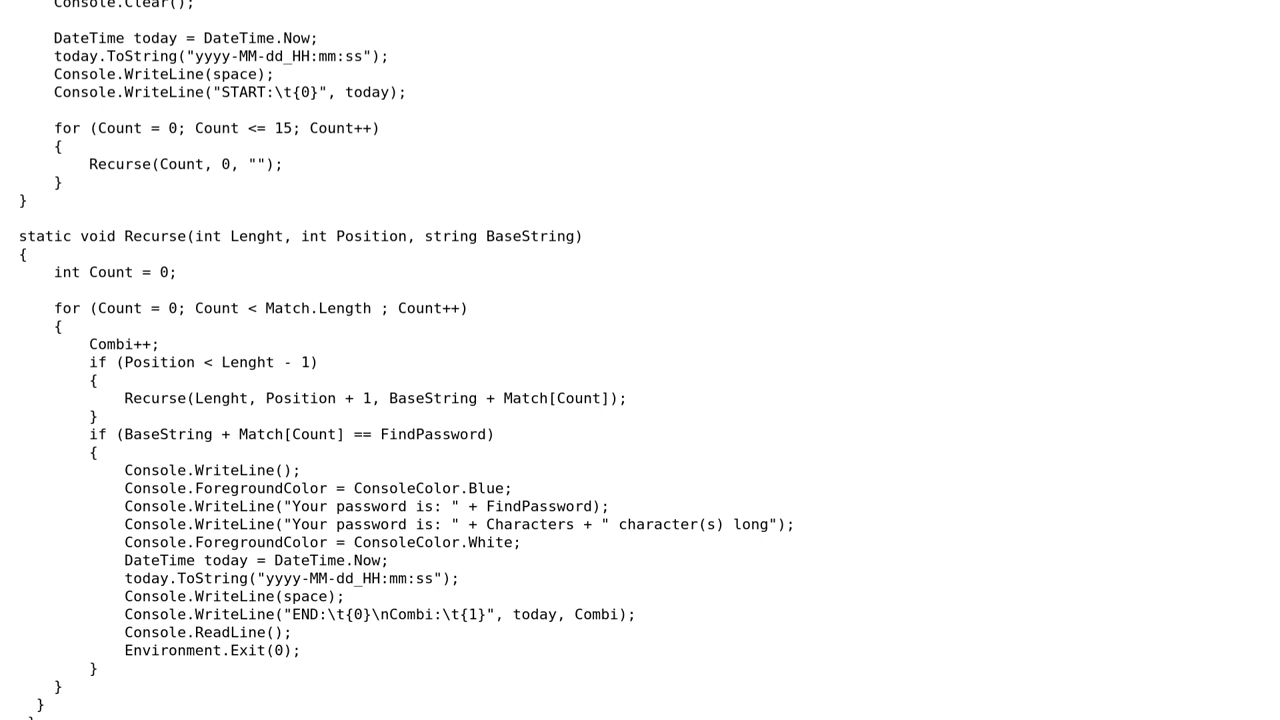 Console.Clear();
DateTime today = DateTime.Now;
today.ToString("yyyy-MM-dd_HH:mm:ss");
Console.WriteLine(space);
Console.WriteLine("START:\t{0}", today);
for (Count = 0; Count <= 15; Count++)
{
Recurse(Count, 0, "");
}
}
static void Recurse(int Lenght, int Position, string BaseString)
{
int Count = 0;
for (Count = 0; Count < Match.Length ; Count++)
{
Combi++;
if (Position < Lenght - 1)
{
Recurse(Lenght, Position + 1, BaseString + Match[Count]);
}
if (BaseString + Match[Count] == FindPassword)
{
Console.WriteLine();
Console.ForegroundColor = ConsoleColor.Blue;
Console.WriteLine("Your password is: " + FindPassword);
Console.WriteLine("Your password is: " + Characters + " character(s) long");
Console.ForegroundColor = ConsoleColor.White;
DateTime today = DateTime.Now;
today.ToString("yyyy-MM-dd_HH:mm:ss");
Console.WriteLine(space);
Console.WriteLine("END:\t{0}\nCombi:\t{1}", today, Combi);
Console.ReadLine();
Environment.Exit(0);
}
}
}
}